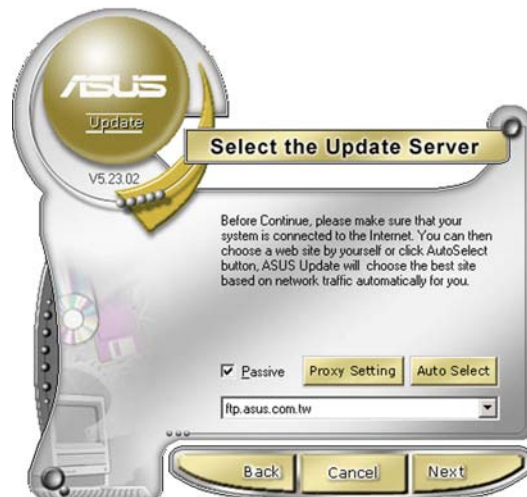 ASUS
Update
V5.23.02
Select the Update Server
Before Continue, please make sure that your
system is connected to the Internet. You can then
choose a web site by yourself or click AutoSelect
button, ASUS Update will choose the best site
based on network traffic automatically for you.
Passive
Proxy Setting
Auto Select
ftp.asus.com.tw
Back
Cancel
Next